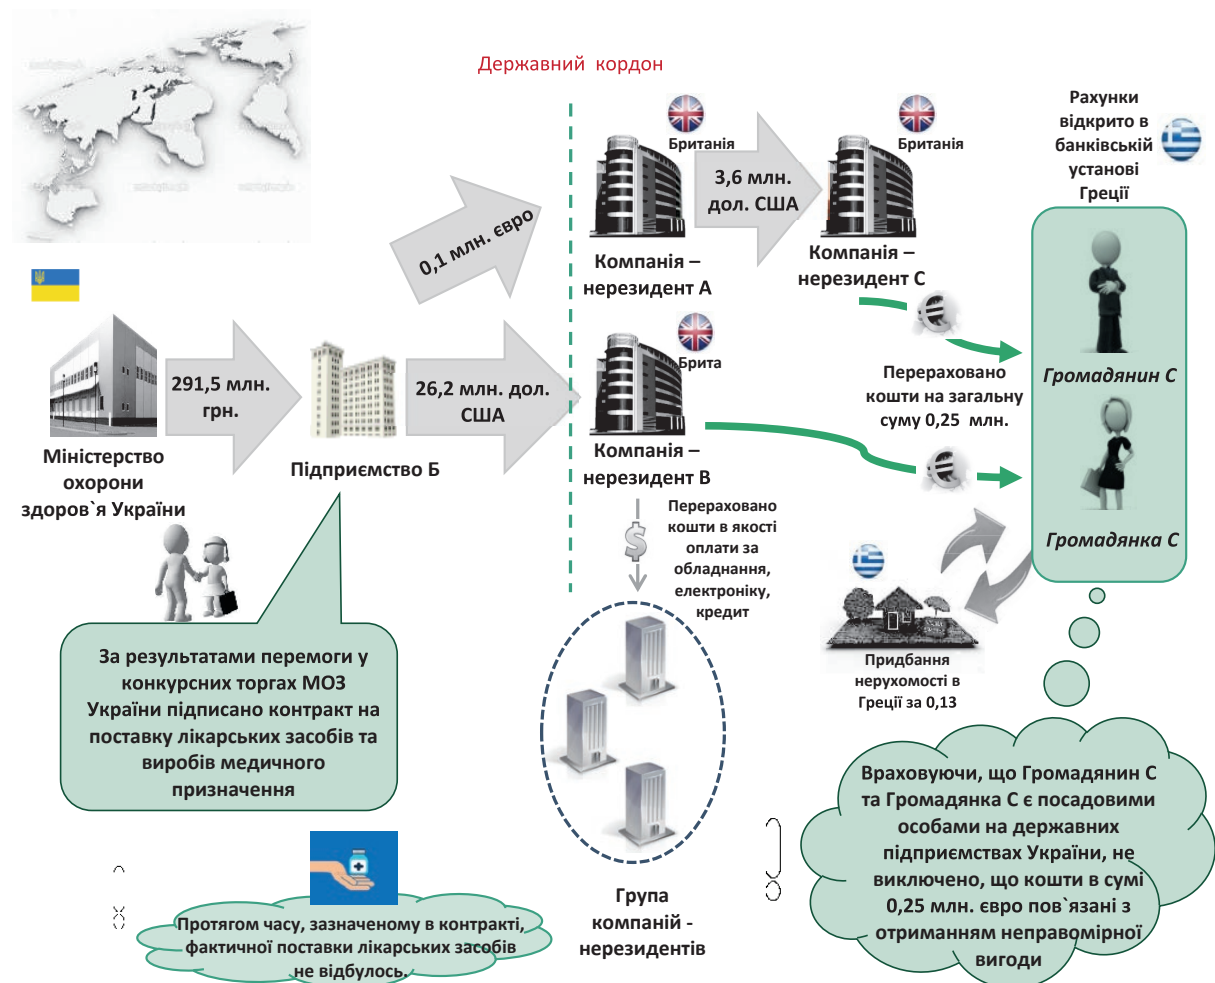 Державний кордон
Рахунки
відкрито в
банківській
установі
Греції
Британія
Британія
3,6 млн.
дол. США
0,1 млн. євро
Компанія –
нерезидент А
Компанія –
нерезидент С
291,5 млн.
грн.
26,2 млн. дол.
США
Брита
Перераховано
кошти на загальну
суму 0,25 млн.
Громадянин С
Міністерство
охорони
здоров`я України
Підприємство Б
Компанія –
нерезидент В
Перераховано
кошти в якості
оплати за
обладнання,
електроніку,
кредит
Громадянка С
Придбання
нерухомості в
Греції за 0,13
За результатами перемоги у
конкурсних торгах МОЗ
України підписано контракт на
поставку лікарських засобів та
виробів медичного
призначення
Враховуючи, що Громадянин С
та Громадянка С є посадовими
особами на державних
підприємствах України, не
виключено, що кошти в сумі
0,25 млн. євро пов`язані з
отриманням неправомірної
вигоди
Група
компаній -
нерезидентів
Протягом часу, зазначеному в контракті,
фактичної поставки лікарських засобів
не відбулось.